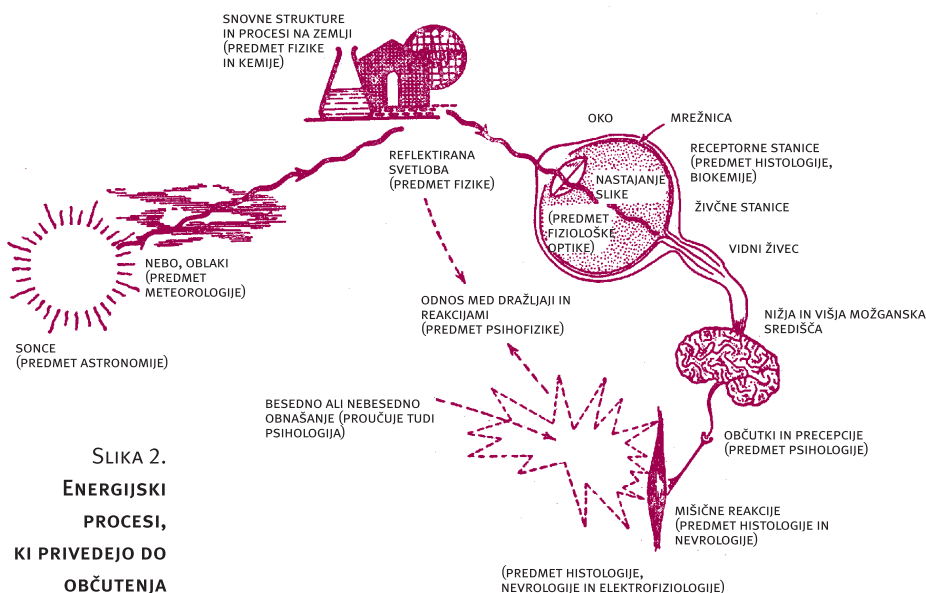 SNOVNE STRUKTURE
IN PROCESI NA ZEMLJI
(PREDMET FIZIKE
IN KEMIJE)
OKO
MREŽNICA
RECEPTORNE STANICE
(PREDMET HISTOLOGIJE,
BIOKEMIJE)
REFLEKTIRANA
SVETLOBA
(PREDMET FIZIKE)
NASTAJANJE
SLIKE
ŽIVČNE STANICE
(PREDMET
FIZIOLOŠKE
OPTIKE)
VIDNI ŽIVEC
NEBO, OBLAKI
(PREDMET
METEOROLOGIJE)
ODNOS MED DRAŽLJAJI IN
REAKCIJAMI
(PREDMET PSIHOFIZIKE)
NIŽJA IN VIŠJA MOŽGANSKA
SREDIŠČA
SONCE
(PREDMET ASTRONOMIJE)
BESEDNO ALI NEBESEDNO
OBNAŠANJE (PROUČUJE TUDI
PSIHOLOGIJA)
OBČUTKI IN PRECEPCIJE
(PREDMET PSIHOLOGIJE)
SLIKA 2.
ENERGIJSKI
PROCESI,
KI PRIVEDEJO DO
OBČUTENJA
MIŠIČNE REAKCIJE
(PREDMET HISTOLOGIJE IN
NEVROLOGIJE)
(PREDMET HISTOLOGIJE,
NEVROLOGIJE IN ELEKTROFIZIOLOGIJE)